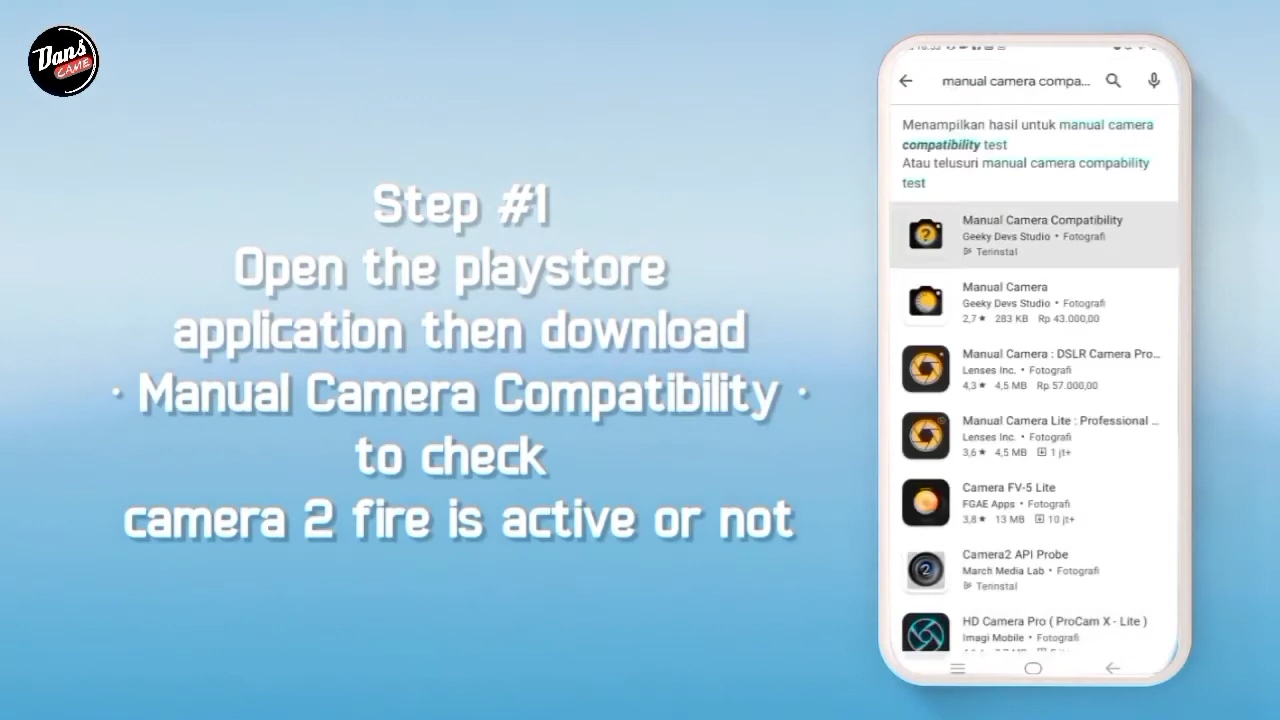 Dans
CAME
Step #1
Open the playstore
application then download
· Manual Camera Compatibility ·
to check
camera 2 fire is active or not
manual camera compa...
Menampilkan hasil untuk manual camera
compatibility test
Atau telusuri manual camera compability
test
Manual Camera Compatibility
Geeky Devs Studio • Fotografi
Terinstal
Manual Camera
Geeky Devs Studio • Fotografi
2,7★ 283 KB Rp 43.000,00
Manual Camera : DSLR Camera Pro...
Lenses Inc. • Fotografi
4,3★ 4,5 MB Rp 57.000,00
Manual Camera Lite : Professional ...
Lenses Inc. • Fotografi
3,6★ 4,5 MB 1 jt+
Camera FV-5 Lite
FGAE Apps • Fotografi
3,8★ 13 MB 10 jt+
Camera2 API Probe
March Media Lab • Fotografi
Terinstal
HD Camera Pro ( ProCam X - Lite )
Imagi Mobile • Fotografi